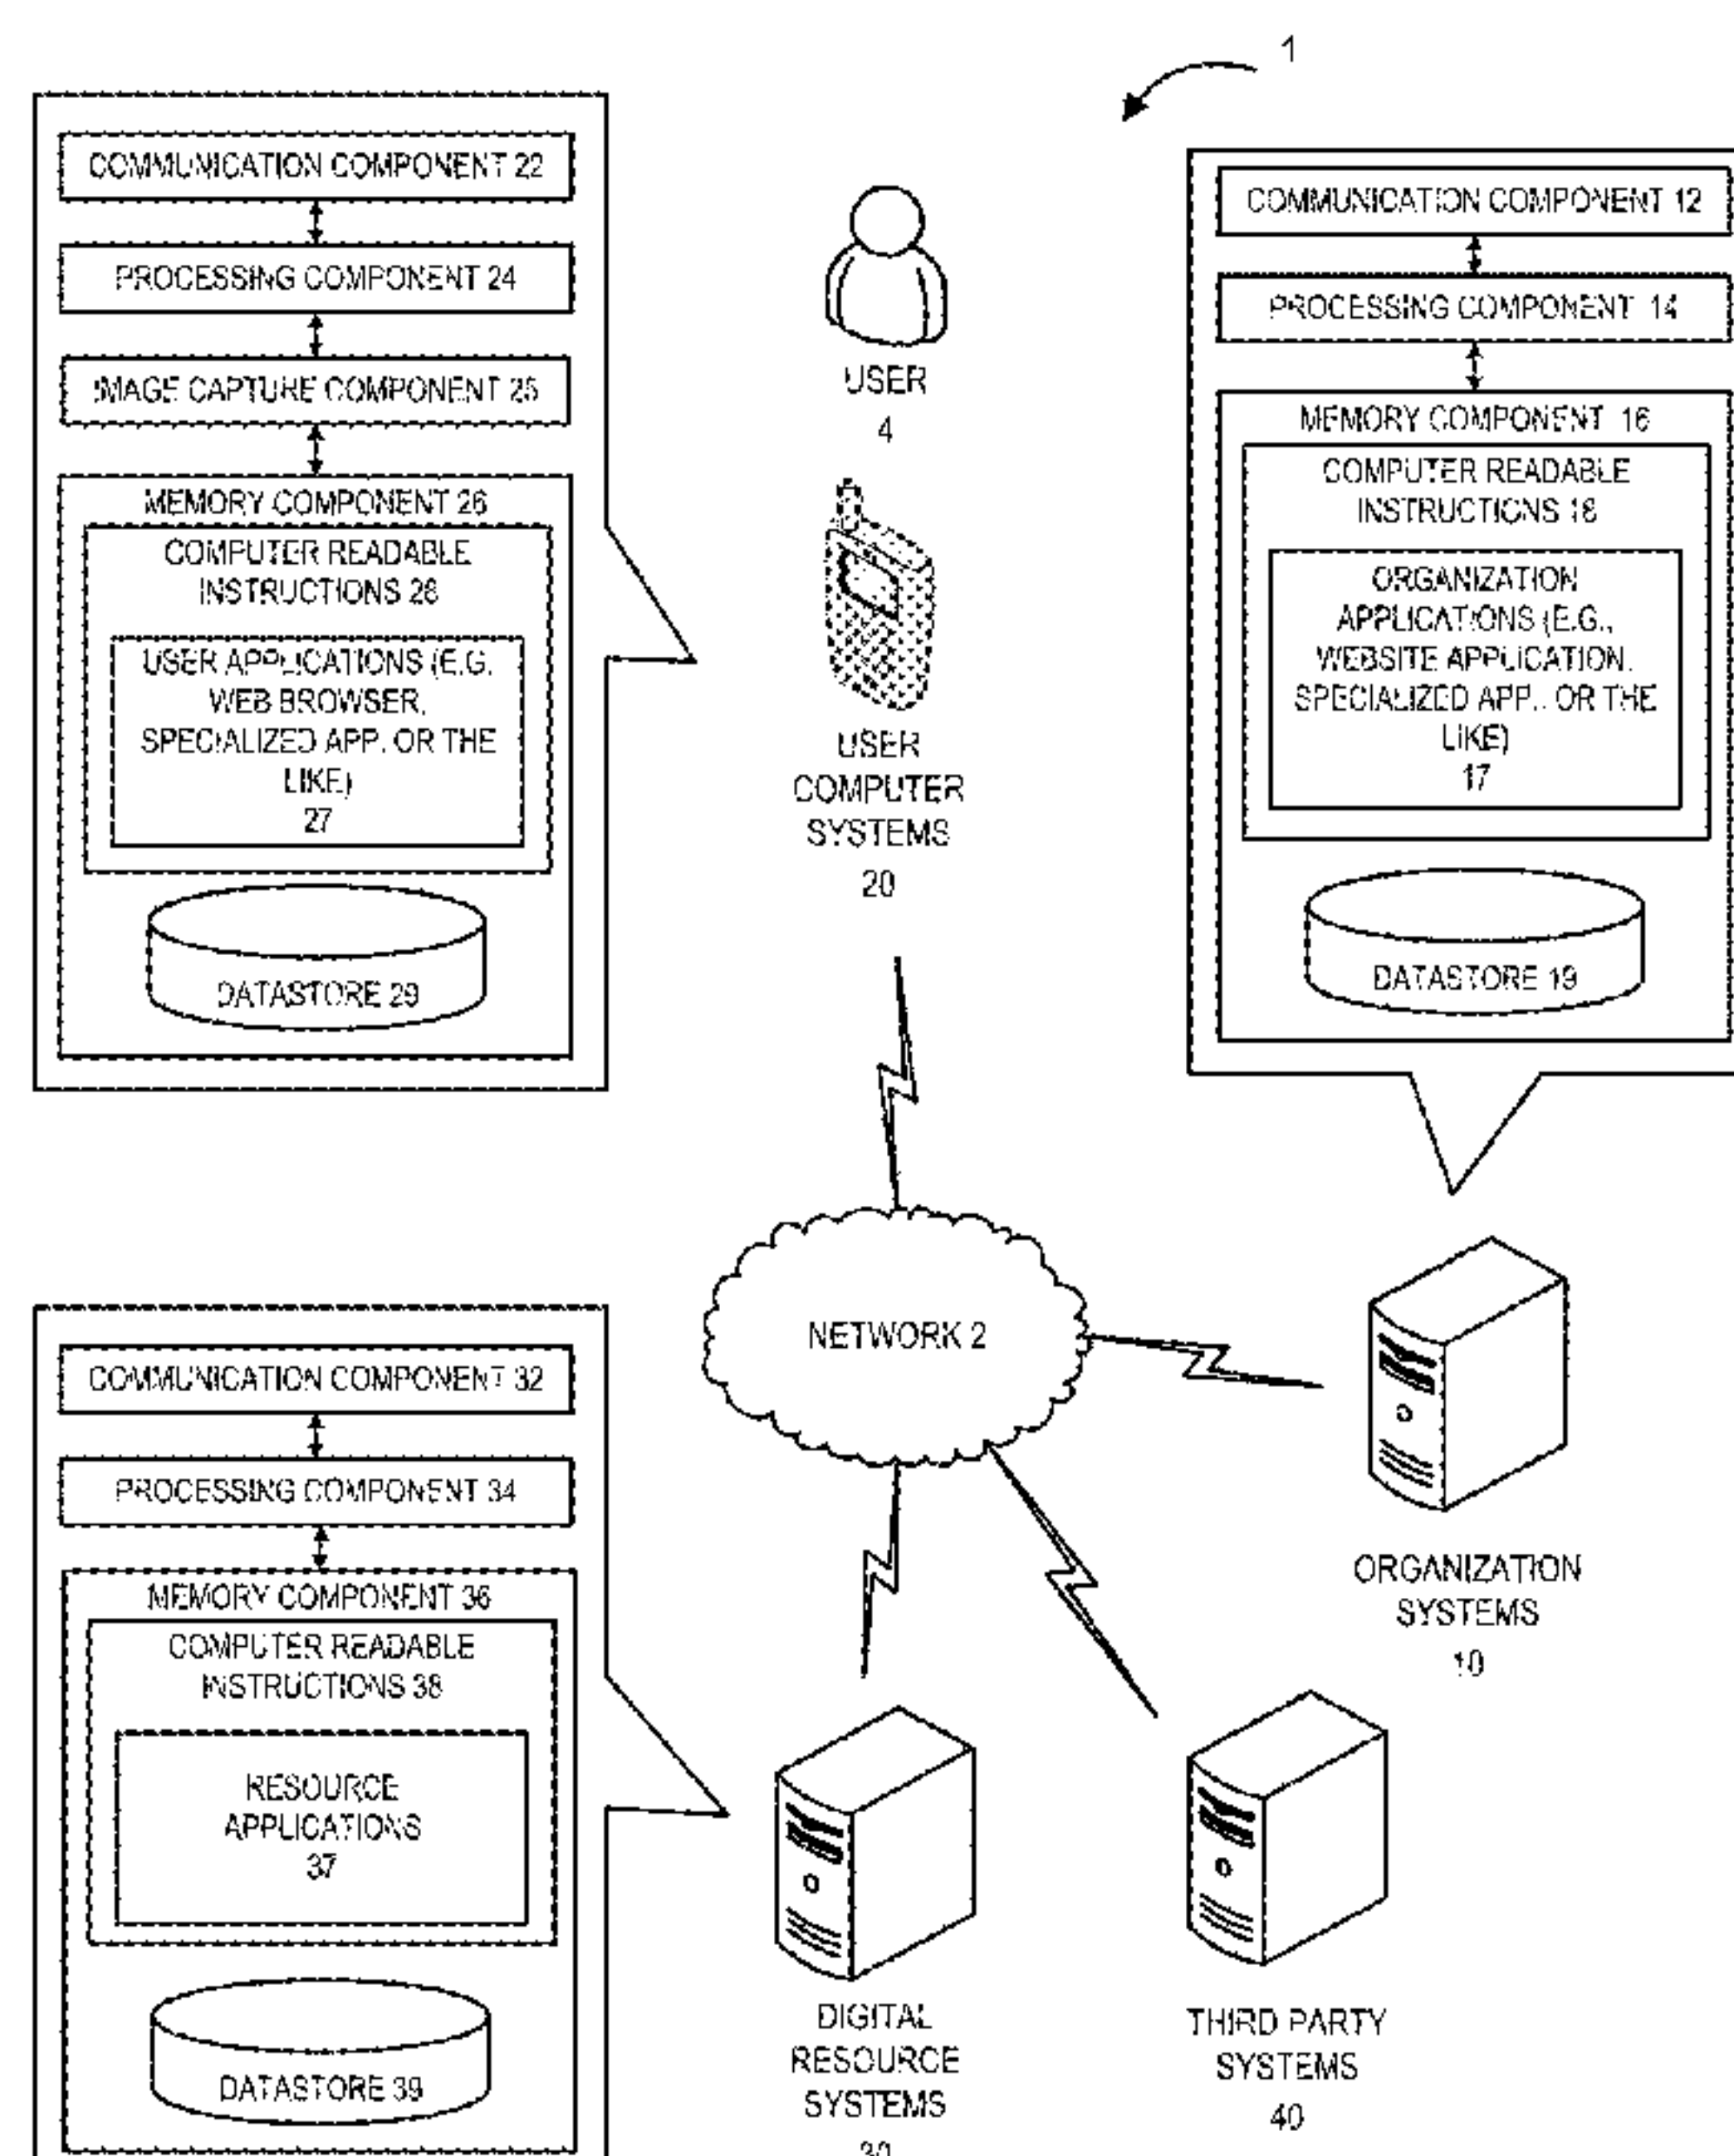 1
COMMUNICATION COMPONENT 22
PROCESSING COMPONENT 24
IMAGE CAPTURE COMPONENT 25
MEMORY COMPONENT 26
COMPUTER READABLE
INSTRUCTIONS 28
USER APPLICATIONS (E.G.
WEB BROWSER,
SPECIALIZED APP. OR THE
LIKE)
27
DATASTORE 29
USER
4
USER
COMPUTER
SYSTEMS
20
COMMUNICATION COMPONENT 12
PROCESSING COMPONENT 14
MEMORY COMPONENT 16
COMPUTER READABLE
INSTRUCTIONS 18
ORGANIZATION
APPLICATIONS (E.G.,
WEBSITE APPLICATION,
SPECIALIZED APP., OR THE
LIKE)
17
DATASTORE 19
NETWORK 2
ORGANIZATION
SYSTEMS
10
COMMUNICATION COMPONENT 32
PROCESSING COMPONENT 34
MEMORY COMPONENT 36
COMPUTER READABLE
INSTRUCTIONS 38
RESOURCE
APPLICATIONS
37
DATASTORE 39
DIGITAL
RESOURCE
SYSTEMS
30
THIRD PARTY
SYSTEMS
40